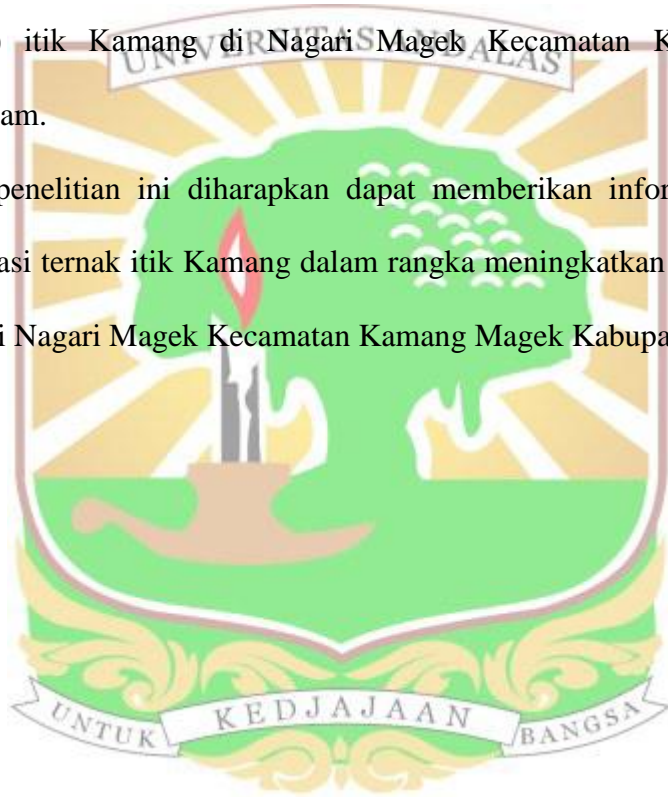 itik Kamang di Nagari Magek Kecamatan K
UNIVERSITAS ANDALAS
am.
penelitian ini diharapkan dapat memberikan infor
asi ternak itik Kamang dalam rangka meningkatkan
i Nagari Magek Kecamatan Kamang Magek Kabupa
UNTUK KEDJAJAAN BANGSA